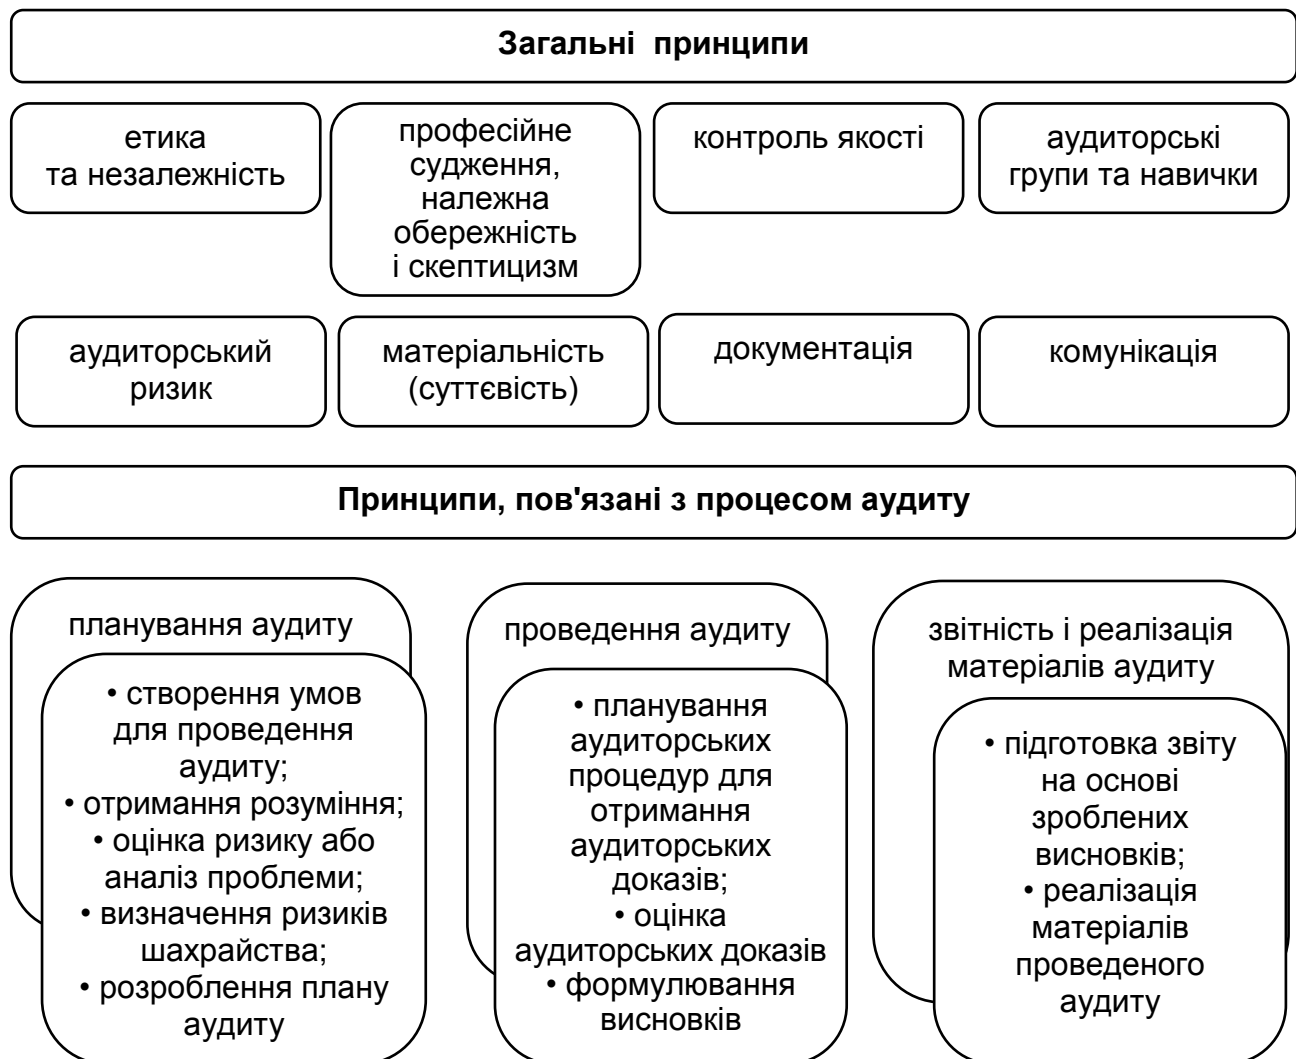 Загальні принципи
етика
та незалежність
професійне
судження,
належна
обережність
і скептицизм
контроль якості
аудиторські
групи та навички
аудиторський
ризик
матеріальність
(суттєвість)
документація
комунікація
Принципи, пов'язані з процесом аудиту
планування аудиту
• створення умов
для проведення
аудиту;
• отримання розуміння;
• оцінка ризику або
аналіз проблеми;
• визначення ризиків
шахрайства;
• розроблення плану
аудиту
проведення аудиту
• планування
аудиторських
процедур для
отримання
аудиторських
доказів;
• оцінка
аудиторських доказів
• формулювання
висновків
звітність і реалізація
матеріалів аудиту
• підготовка звіту
на основі
зроблених
висновків;
• реалізація
матеріалів
проведеного
аудиту